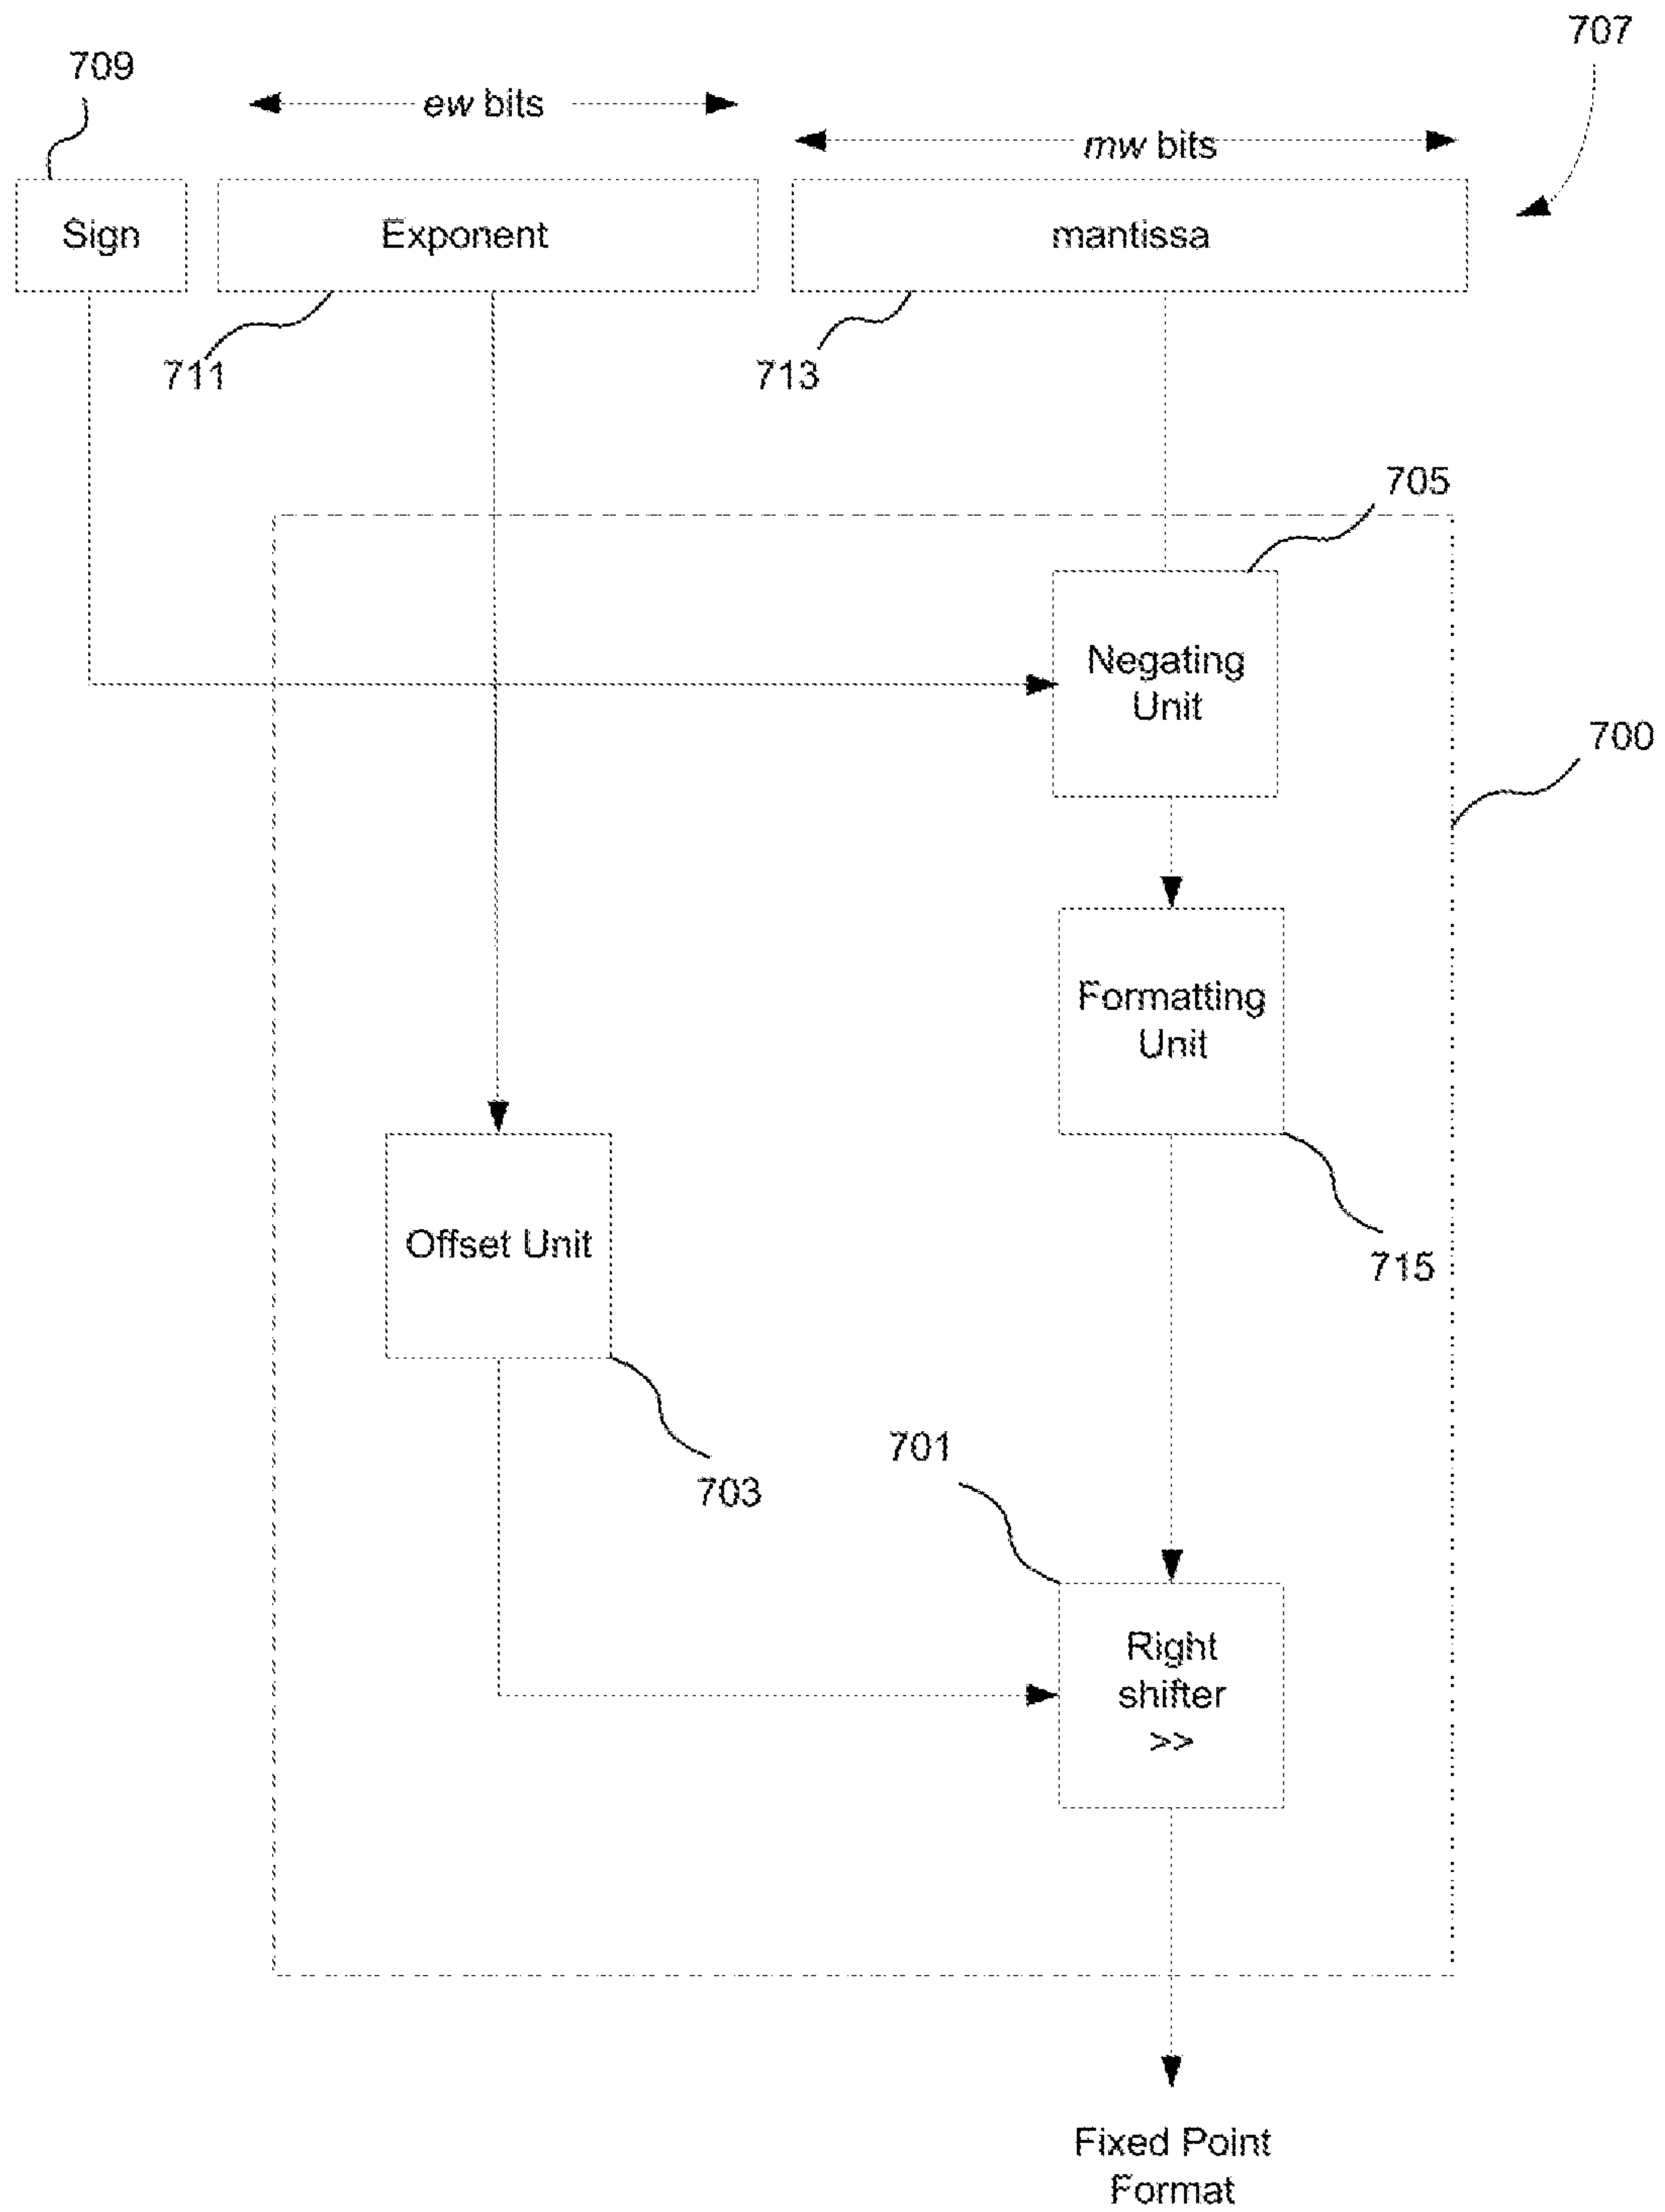 707
709
ew bits
mw bits
Sign
Exponent
mantissa
711
713
705
Negating
Unit
700
Formatting
Unit
Offset Unit
715
701
703
Right
shifter
>>
Fixed Point
Format